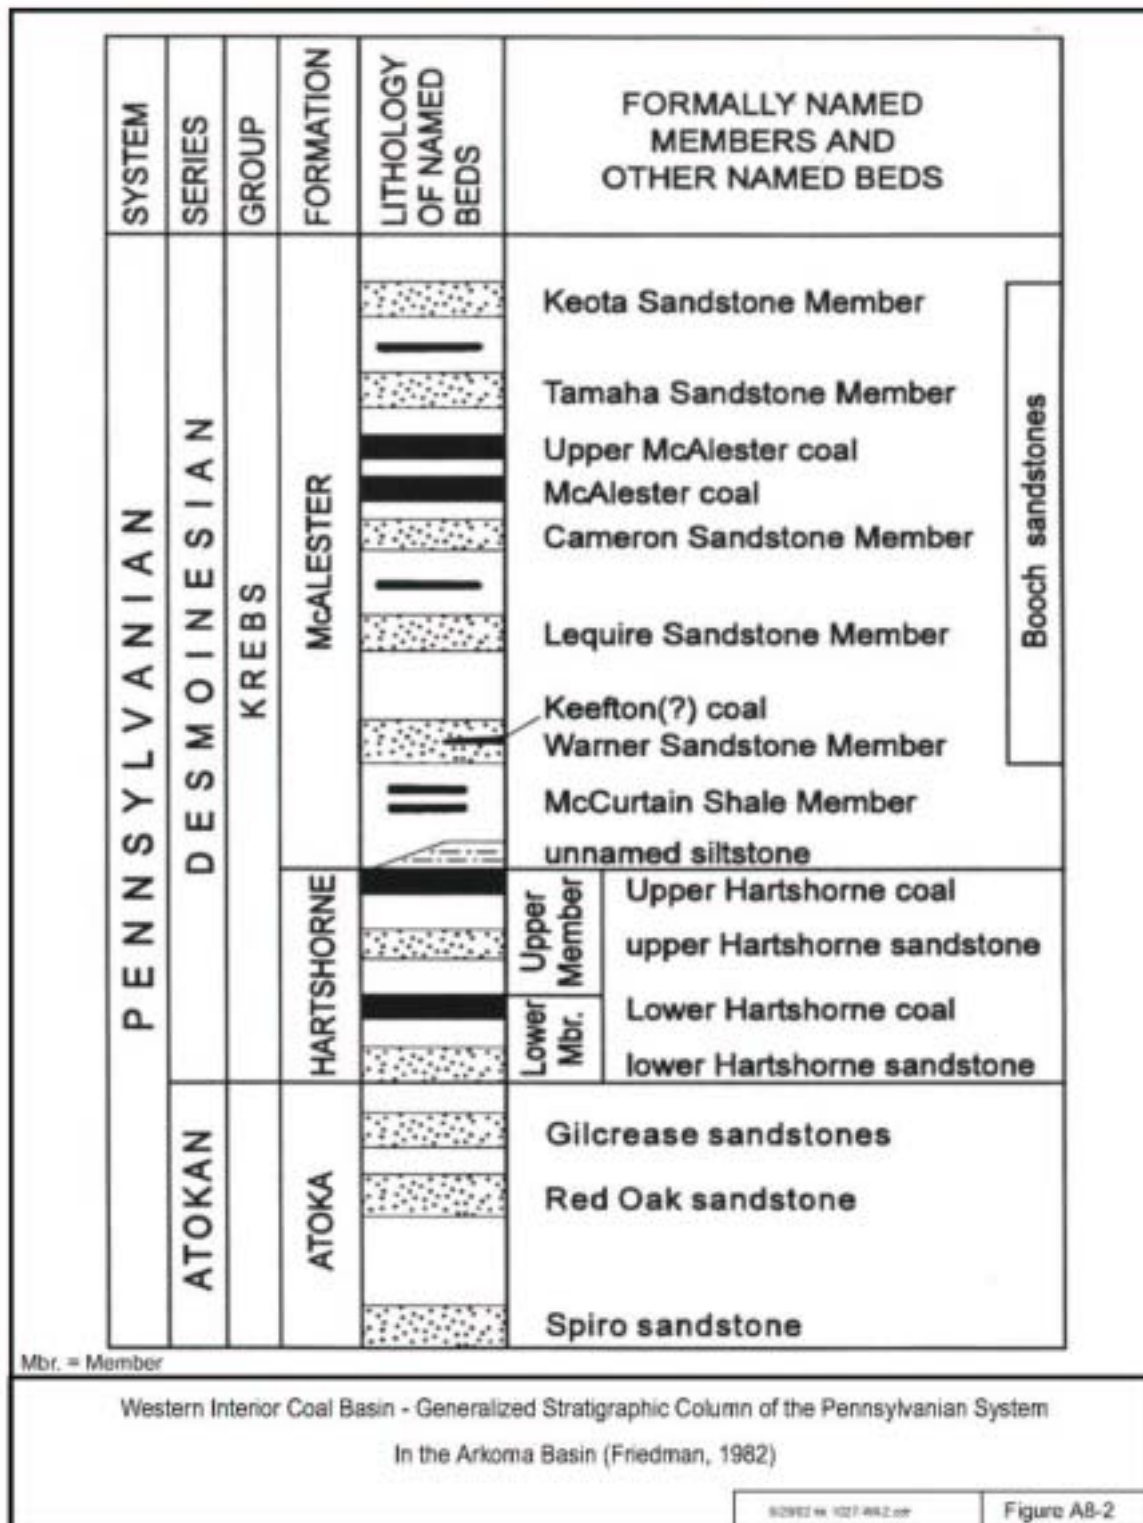 SYSTEM
SERIES
GROUP
FORMATION
LITHOLOGY
OF NAMED
BEDS
FORMALLY NAMED
MEMBERS AND
OTHER NAMED BEDS
PENNSYLVANIAN
DESMOINESIAN
KREBS
McALESTER
Keota Sandstone Member
Tamaha Sandstone Member
Upper McAlester coal
McAlester coal
Cameron Sandstone Member
Lequire Sandstone Member
Keefton(?) coal
Warner Sandstone Member
McCurtain Shale Member
unnamed siltstone
Booch sandstones
HARTSHORNE
Upper
Member
Upper Hartshorne coal
upper Hartshorne sandstone
Lower
Mbr.
Lower Hartshorne coal
lower Hartshorne sandstone
ATOKAN
ATOKA
Gilcrease sandstones
Red Oak sandstone
Spiro sandstone
Mbr. = Member
Western Interior Coal Basin - Generalized Stratigraphic Column of the Pennsylvanian System
In the Arkoma Basin (Friedman, 1982)
Figure A8-2